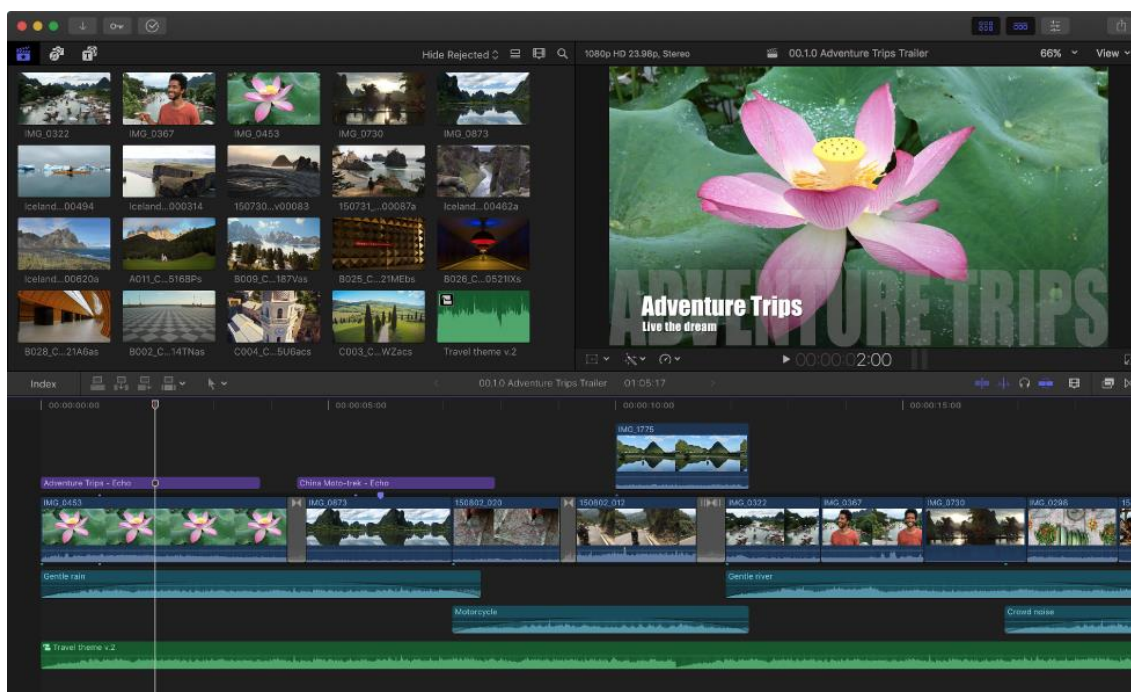 Hide Rejected
1080p HD 23.98p, Stereo
00.1.0 Adventure Trips Trailer
66%
View
IMG_0322
IMG_0367
IMG_0453
IMG_0730
IMG_0873
Iceland...00494
Iceland...000314
150730...v00083
150731_...00087a
Iceland...00462a
Iceland...00620a
A011_C...516BPs
B009_C...187Vas
B025_C...21MEbs
B026_C...0521IXs
B028_C...21A6as
B002_C...14TNas
C004_C...5U6acs
C003_C...WZacs
Travel theme v.2
ADVENTURE TRIPS
Adventure Trips
Live the dream
00:00:02:00
Index
00.1.0 Adventure Trips Trailer
01:05:17
00:00:00:00
00:00:05:00
00:00:10:00
00:00:15:00
IMG_1775
Adventure Trips - Echo
China Moto-trek - Echo
IMG_0453
IMG_0873
150802_020
150802_012
IMG_0322
IMG_0367
IMG_0730
IMG_0298
15
Gentle rain
Gentle river
Motorcycle
Crowd noise
Travel theme v.2